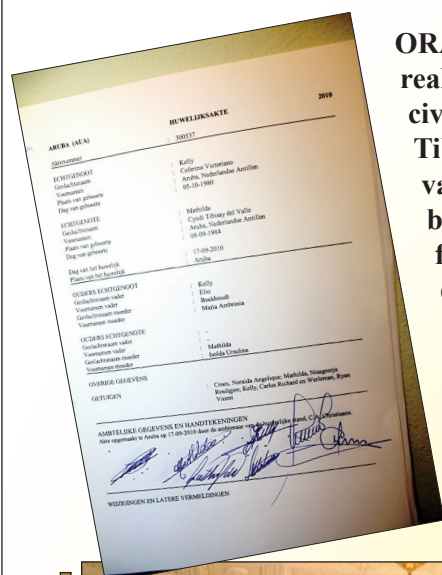 ARUBA (AUA) HUWELIJKSAKTE 2010
Aktenummer : 300537
ECHTGENOOT
Geslachtsnaam : Kelly
Voornamen : Ceferino Victoriano
Plaats van geboorte : Aruba, Nederlandse Antillen
Dag van geboorte : 05-10-1980
ECHTGENOTE
Geslachtsnaam : Mathilda
Voornamen : Cyndi Tibisay del Valle
Plaats van geboorte : Aruba, Nederlandse Antillen
Dag van geboorte : 08-09-1984
Dag van het huwelijk : 17-09-2010
Plaats van het huwelijk : Aruba
OUDERS ECHTGENOOT
Geslachtsnaam vader : Kelly
Voornamen vader : Elio
Geslachtsnaam moeder : Boekhoudt
Voornamen moeder : Maria Ambrosia
OUDERS ECHTGENOTE
Geslachtsnaam vader : -
Voornamen vader : -
Geslachtsnaam moeder : Mathilda
Voornamen moeder : Isolda Ursulina
OVERIGE GEGEVENS
GETUIGEN : Croes, Noraida Angelique; Mathilda,
Kelly, Carlos Richard en Werleman, Ryan
Vicent
AMBTELIJKE GEGEVENS EN HANDTEKENINGEN
Akte opgemaakt te Aruba op 17-09-2010 door de ambtenaar van de burgerlijke stand,
WIJZIGINGEN EN LATERE VERMELDINGEN
ORA
real
civ
Ti
va
b
f